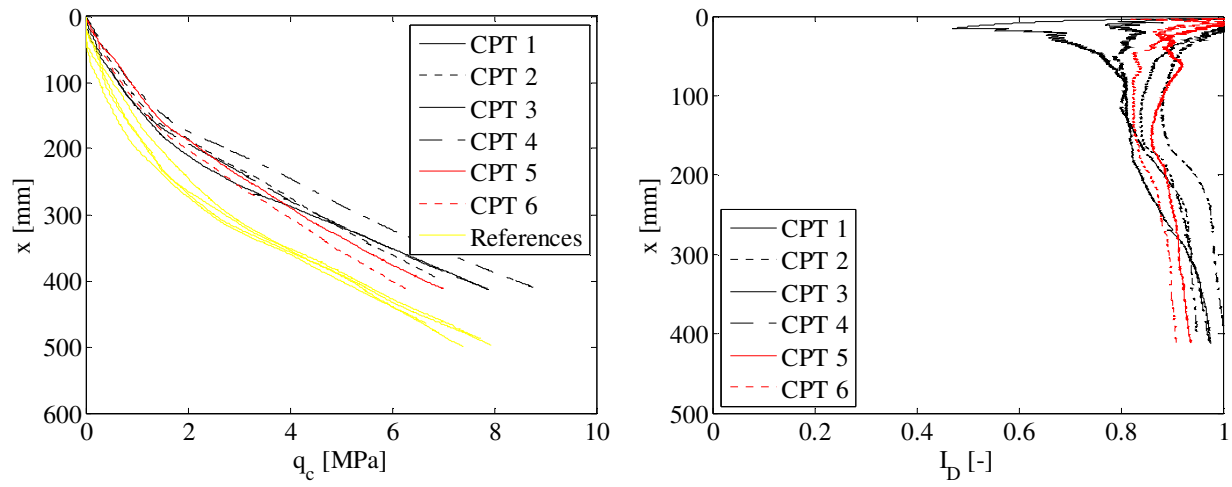 0
100
200
300
400
500
600
x [mm]
0
2
4
6
8
10
q_c [MPa]
CPT 1
CPT 2
CPT 3
CPT 4
CPT 5
CPT 6
References
0
100
200
300
400
500
x [mm]
0
0.2
0.4
0.6
0.8
1
I_D [-]
CPT 1
CPT 2
CPT 3
CPT 4
CPT 5
CPT 6